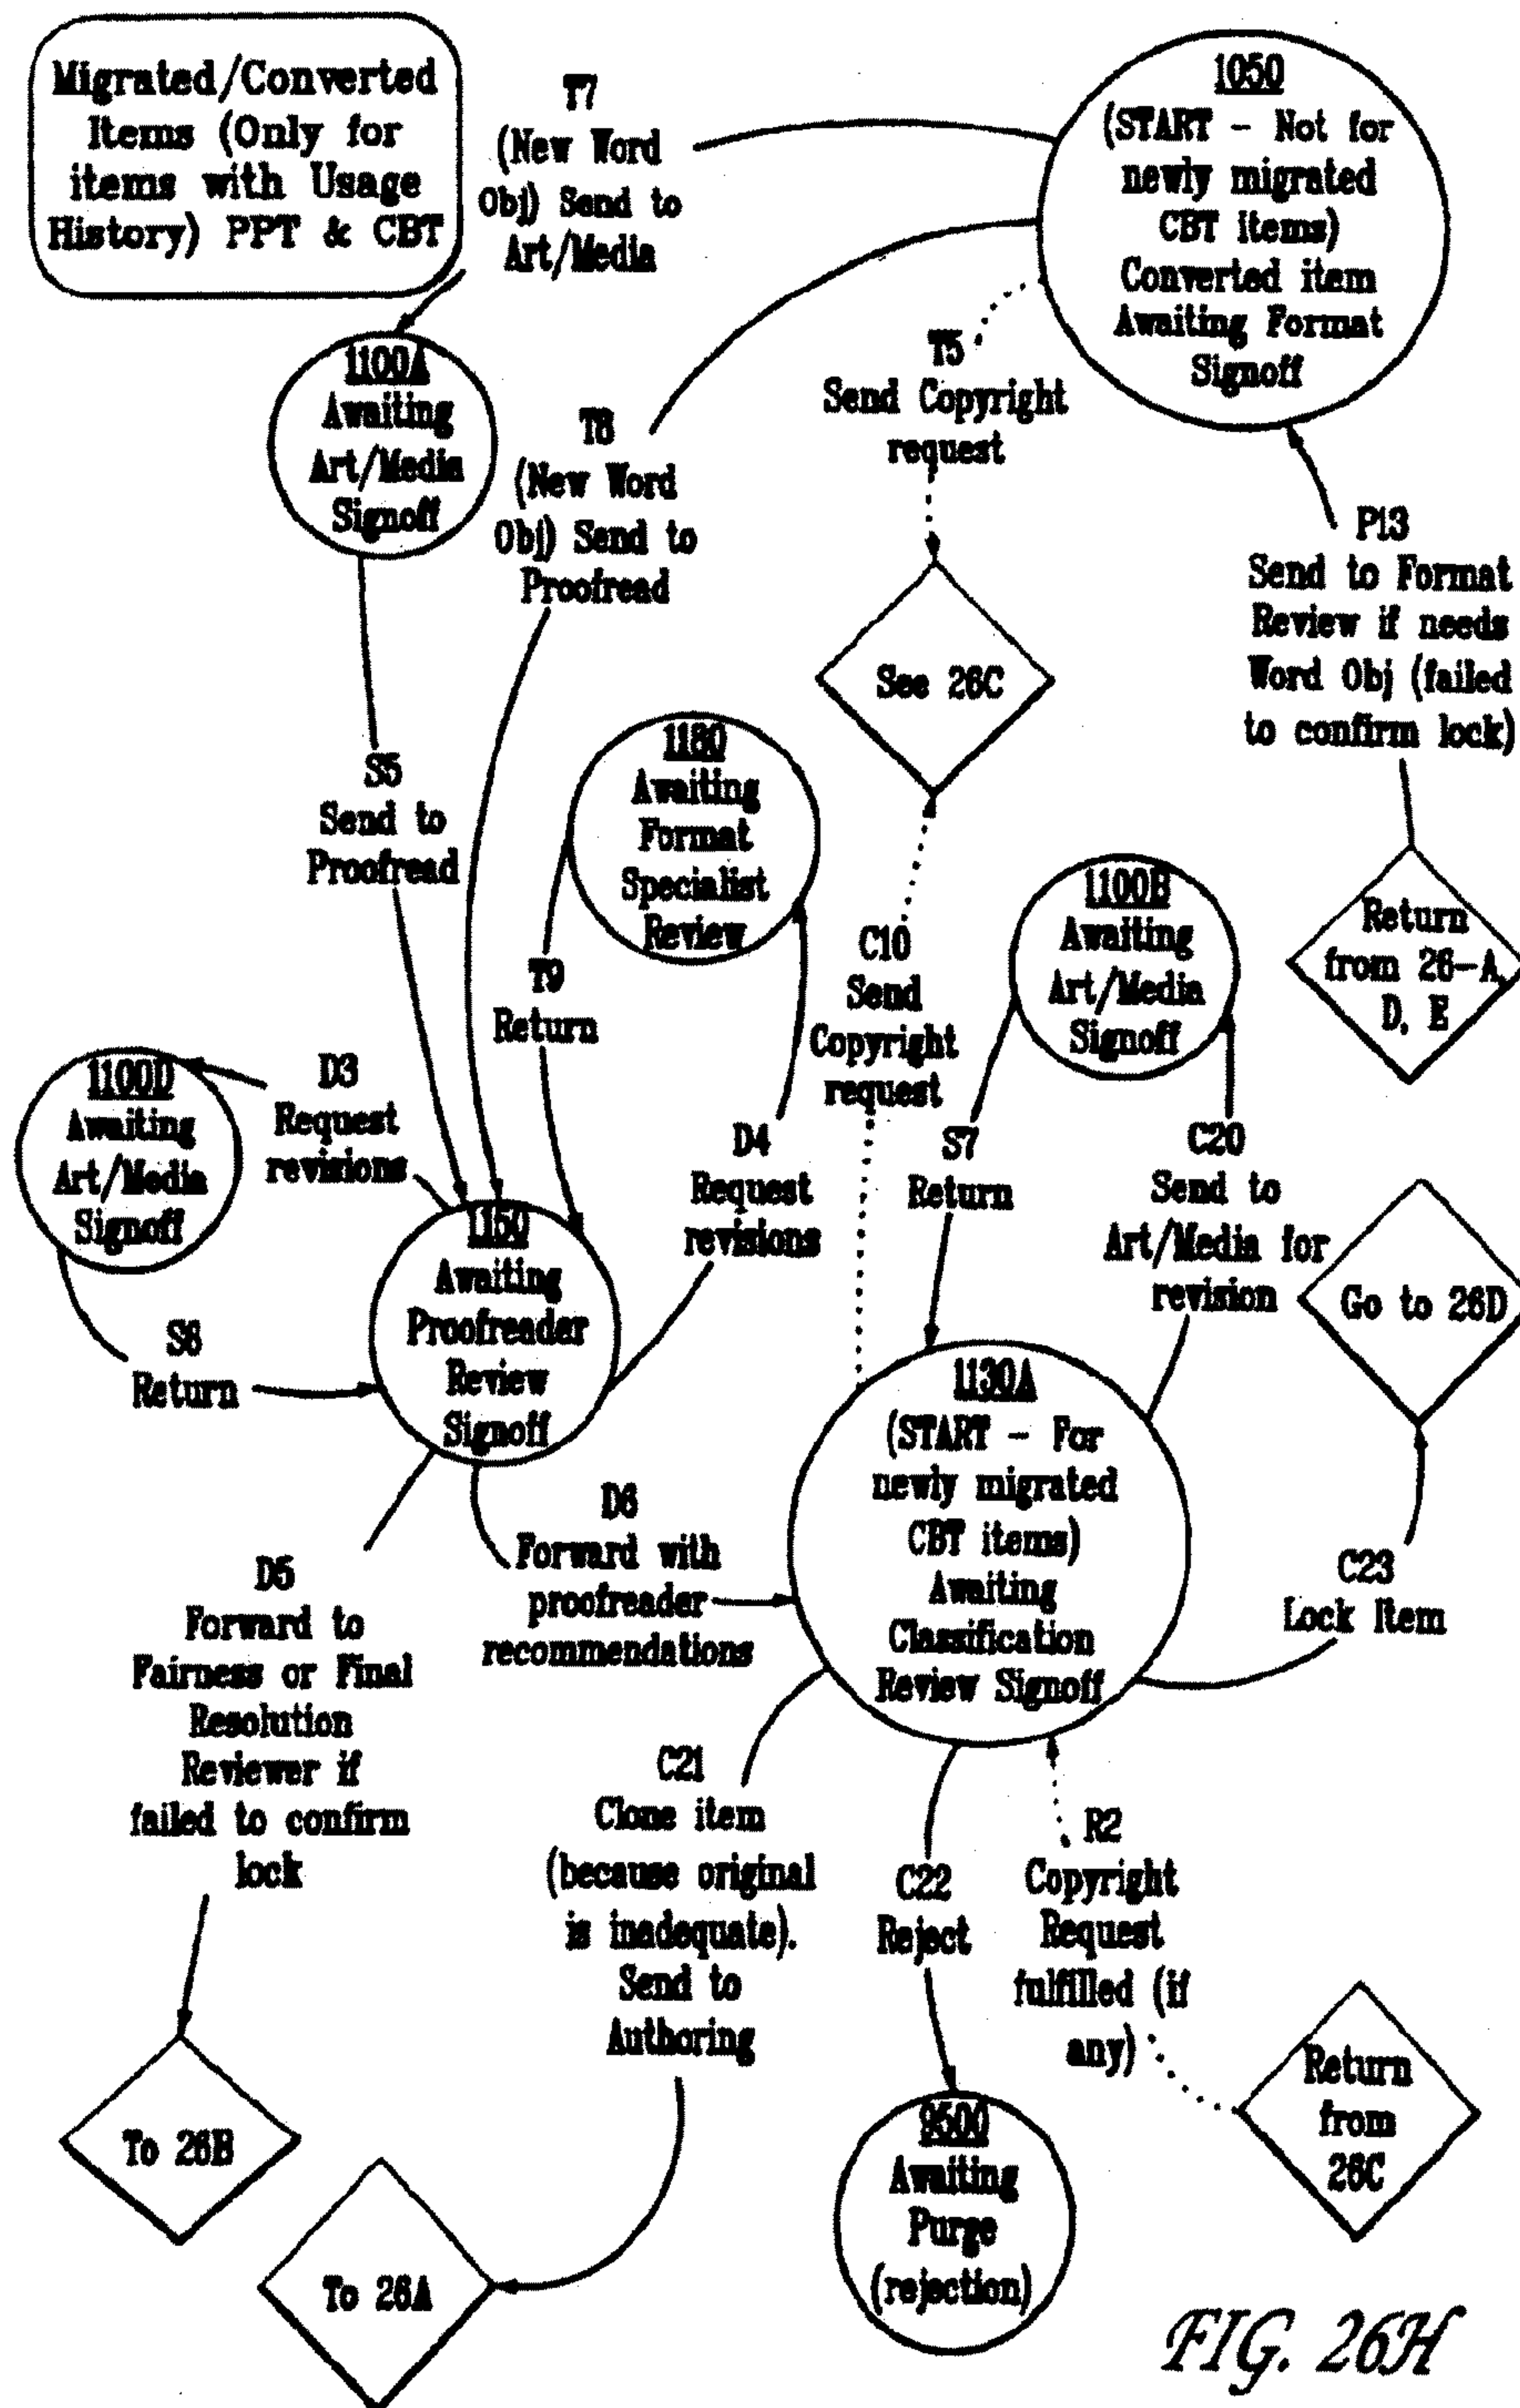 Migrated/Converted
Items (Only for
items with Usage
History) PPT & CBT
T7
(New Word
Obj) Send to
Art/Media
1050
(START - Not for
newly migrated
CBT items)
Converted item
Awaiting Format
Signoff
1100A
Awaiting
Art/Media
Signoff
T8
(New Word
Obj) Send to
Proofread
T5
Send Copyright
request
P13
Send to Format
Review if needs
Word Obj (failed
to confirm lock)
See 26C
S5
Send to
Proofread
1180
Awaiting
Format
Specialist
Review
1100B
Awaiting
Art/Media
Signoff
Return
from 26-A,
D, E
C10
Send
Copyright
request
T9
Return
1100D
Awaiting
Art/Media
Signoff
D3
Request
revisions
D4
Request
revisions
S7
Return
C20
Send to
Art/Media for
revision
Go to 26D
1150
Awaiting
Proofreader
Review
Signoff
S6
Return
1130A
(START - For
newly migrated
CBT items)
Awaiting
Classification
Review Signoff
D6
Forward with
proofreader
recommendations
C23
Lock Item
D5
Forward to
Fairness or Final
Resolution
Reviewer if
failed to confirm
lock
C21
Clone item
(because original
is inadequate).
Send to
Authoring
C22
Reject
R2
Copyright
Request
fulfilled (if
any)
Return
from
26C
To 26B
To 26A
9500
Awaiting
Purge
(rejection)
FIG. 26H